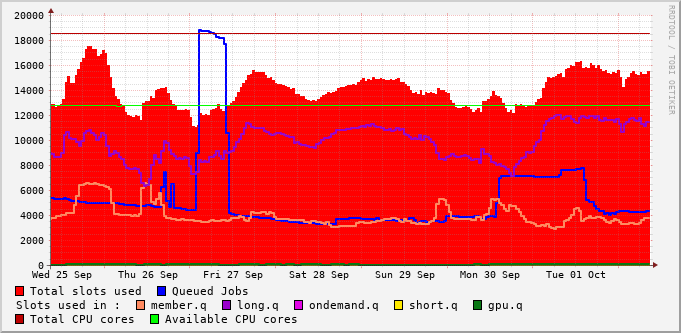 20000
18000
16000
14000
12000
10000
8000
6000
4000
2000
0
Wed 25 Sep Thu 26 Sep Fri 27 Sep Sat 28 Sep Sun 29 Sep Mon 30 Sep Tue 01 Oct
Total slots used Queued Jobs
Slots used in : member.q long.q ondemand.q short.q gpu.q
Total CPU cores Available CPU cores
RRDTOOL / TOBI OETIKER